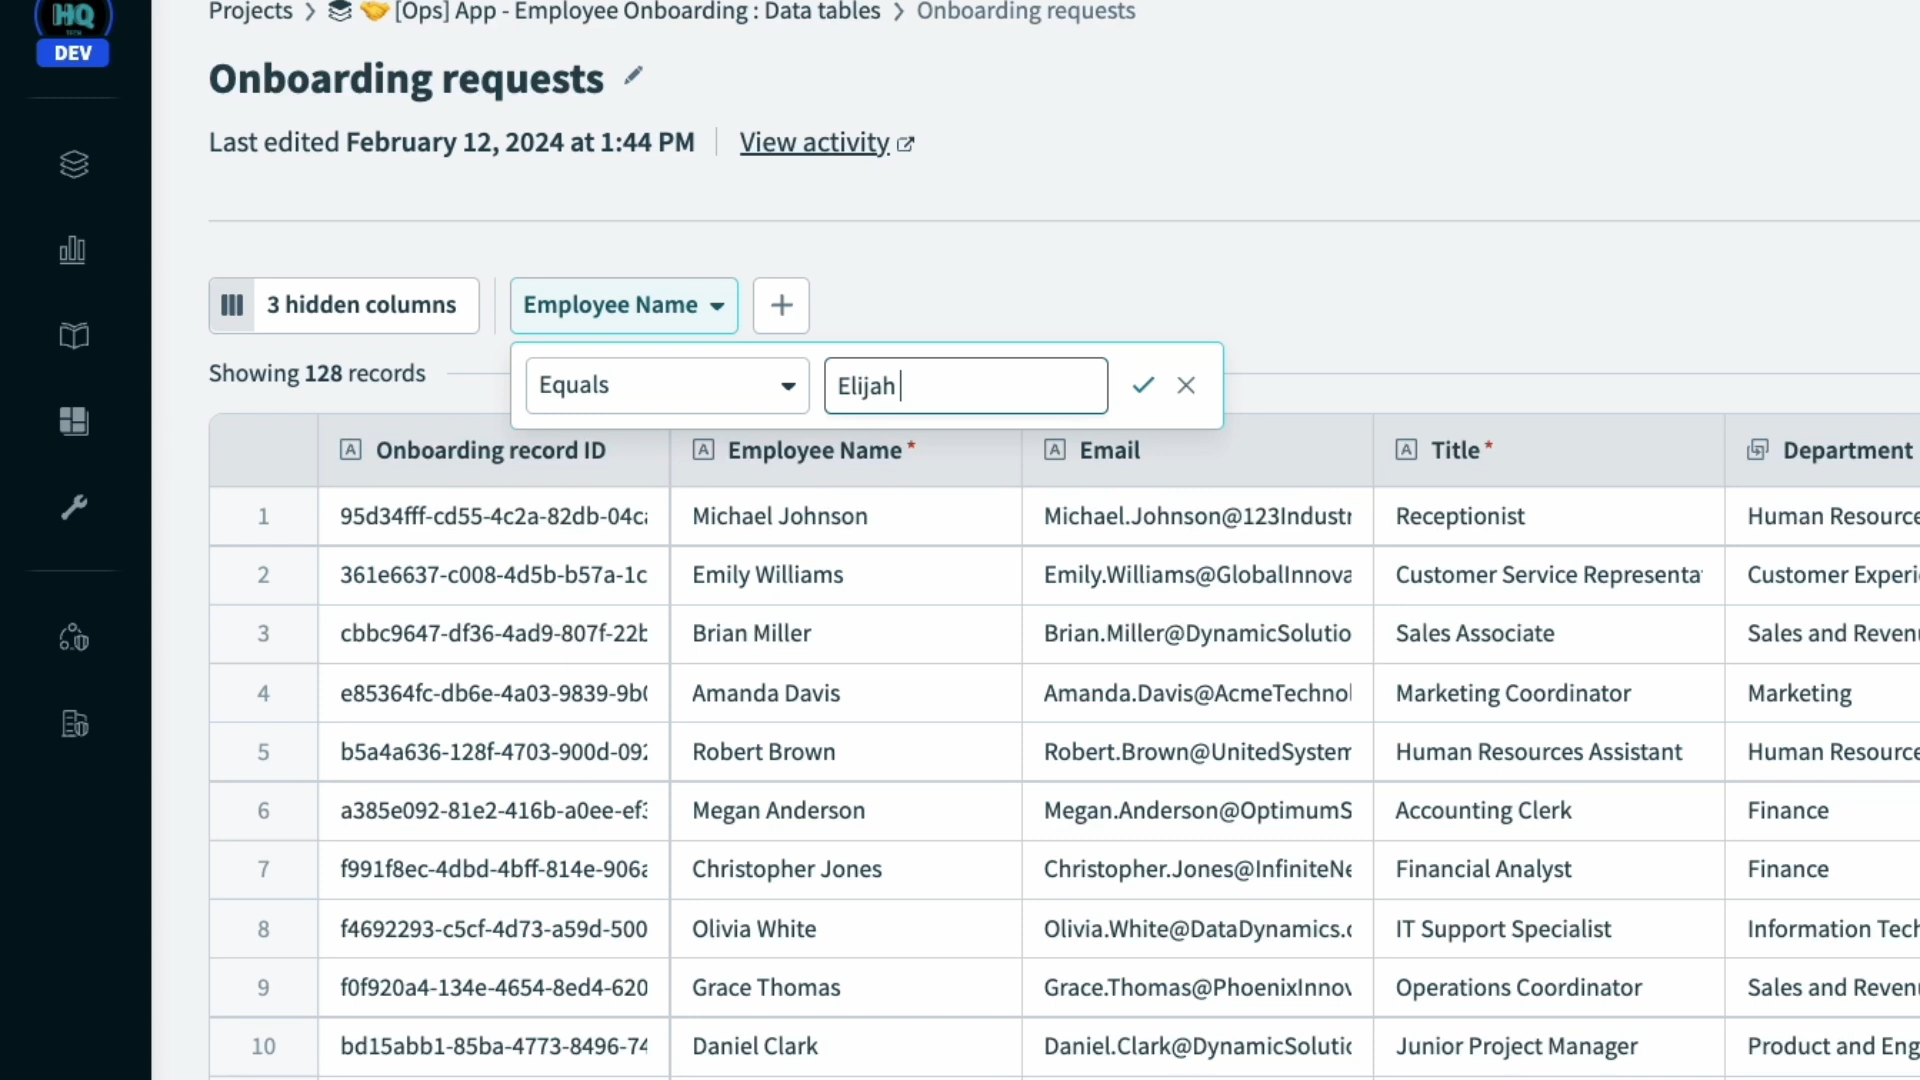 HQ
TECH
DEV
Projects > [Ops] App - Employee Onboarding : Data tables > Onboarding requests
Onboarding requests
Last edited February 12, 2024 at 1:44 PM View activity
3 hidden columns Employee Name +
Showing 128 records
Equals Elijah
Onboarding record ID Employee Name* Email Title* Department
1 95d34fff-cd55-4c2a-82db-04c Michael Johnson Michael.Johnson@123Industr Receptionist Human Resource
2 361e6637-c008-4d5b-b57a-1c Emily Williams Emily.Williams@GlobalInnova Customer Service Representa Customer Experi
3 cbbc9647-df36-4ad9-807f-22b Brian Miller Brian.Miller@DynamicSolutio Sales Associate Sales and Reven
4 e85364fc-db6e-4a03-9839-9b Amanda Davis Amanda.Davis@AcmeTechnol Marketing Coordinator Marketing
5 b5a4a636-128f-4703-900d-09 Robert Brown Robert.Brown@UnitedSystem Human Resources Assistant Human Resource
6 a385e092-81e2-416b-a0ee-ef Megan Anderson Megan.Anderson@OptimumS Accounting Clerk Finance
7 f991f8ec-4dbd-4bff-814e-906 Christopher Jones Christopher.Jones@InfiniteNe Financial Analyst Finance
8 f4692293-c5cf-4d73-a59d-500 Olivia White Olivia.White@DataDynamics.c IT Support Specialist Information Tech
9 f0f920a4-134e-4654-8ed4-620 Grace Thomas Grace.Thomas@PhoenixInnov Operations Coordinator Sales and Reven
10 bd15abb1-85ba-4773-8496-74 Daniel Clark Daniel.Clark@DynamicSolutic Junior Project Manager Product and Eng